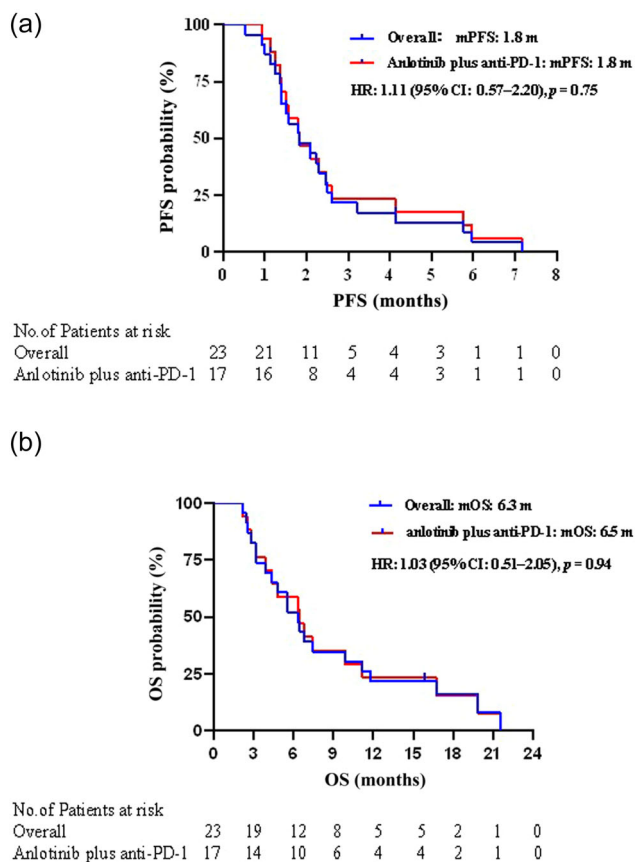 (a)
Overall: mPFS: 1.8 m
Anlotinib plus anti-PD-1: mPFS: 1.8 m
HR: 1.11 (95% CI: 0.57–2.20), p = 0.75
PFS probability (%)
100
75
50
25
0
0 1 2 3 4 5 6 7 8
PFS (months)
No.of Patients at risk
Overall 23 21 11 5 4 3 1 1 0
Anlotinib plus anti-PD-1 17 16 8 4 4 3 1 1 0
(b)
Overall: mOS: 6.3 m
anlotinib plus anti-PD-1: mOS: 6.5 m
HR: 1.03 (95% CI: 0.51–2.05), p = 0.94
OS probability (%)
100
75
50
25
0
0 3 6 9 12 15 18 21 24
OS (months)
No.of Patients at risk
Overall 23 19 12 8 5 5 2 1 0
Anlotinib plus anti-PD-1 17 14 10 6 4 4 2 1 0